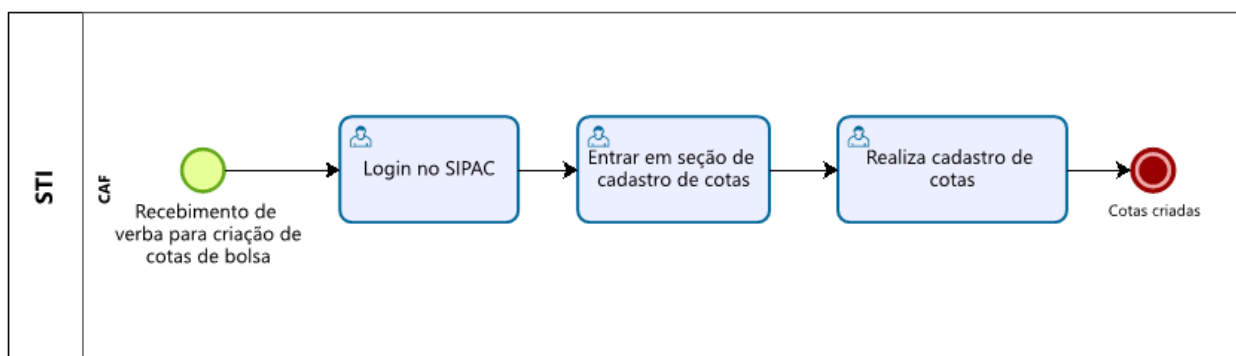 STI
CAF
Recebimento de
verba para criação de
cotas de bolsa
Login no SIPAC
Entrar em seção de
cadastro de cotas
Realiza cadastro de
cotas
Cotas criadas